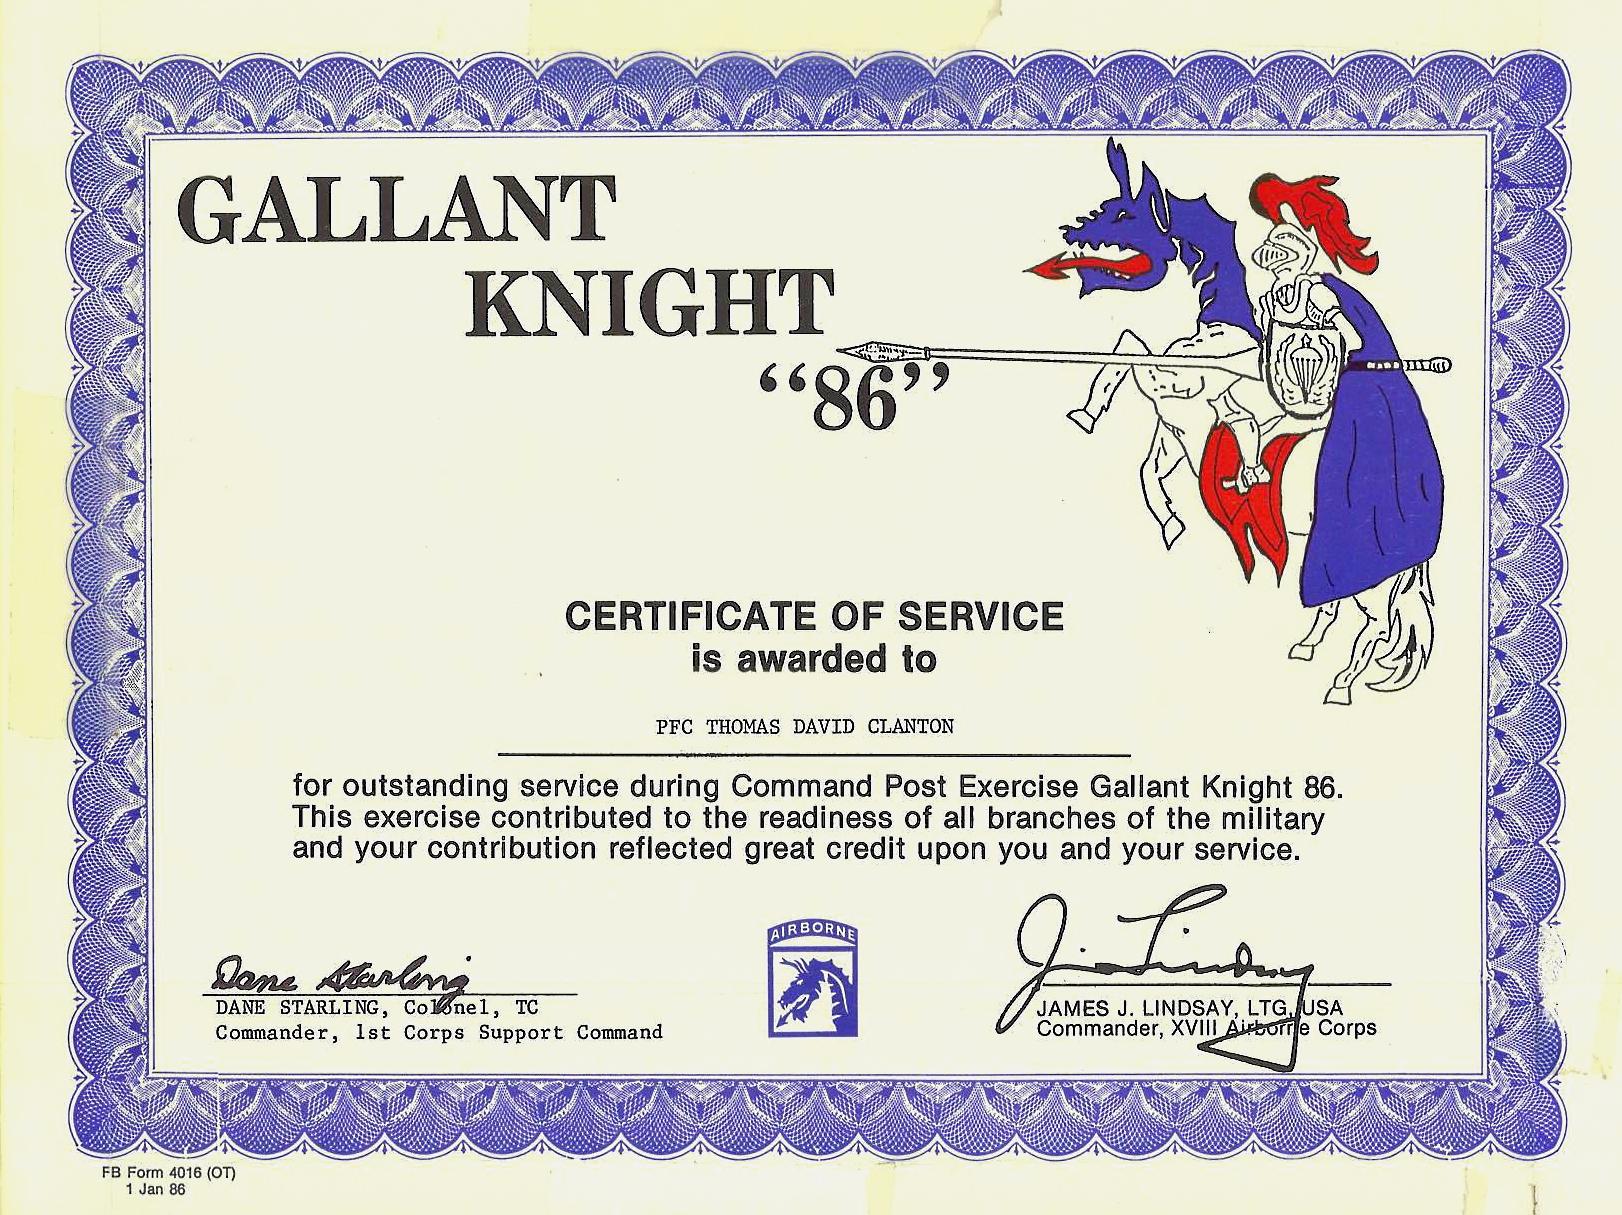 GALLANT
KNIGHT
“86”
CERTIFICATE OF SERVICE
is awarded to
PFC THOMAS DAVID CLANTON
for outstanding service during Command Post Exercise Gallant Knight 86.
This exercise contributed to the readiness of all branches of the military
and your contribution reflected great credit upon you and your service.
Dane Starling
DANE STARLING, Colonel, TC
Commander, 1st Corps Support Command
AIRBORNE
Jim Lindsay
JAMES J. LINDSAY, LTG, USA
Commander, XVIII Airborne Corps
FB Form 4016 (OT)
1 Jan 86